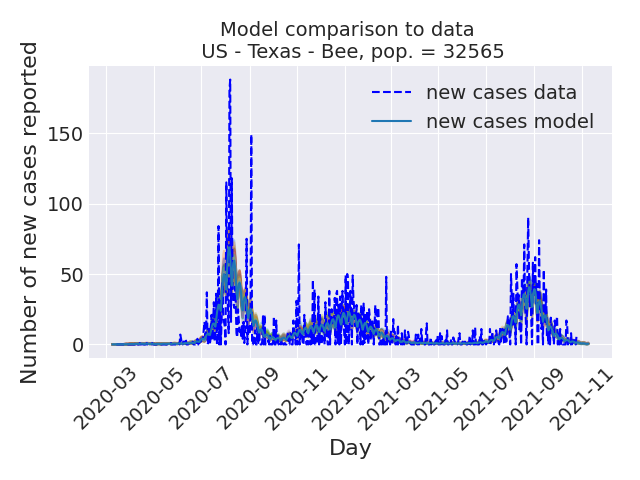 Model comparison to data
US - Texas - Bee, pop. = 32565
Number of new cases reported
150
100
50
0
new cases data
new cases model
2020-03
2020-05
2020-07
2020-09
2020-11
2021-01
2021-03
2021-05
2021-07
2021-09
2021-11
Day